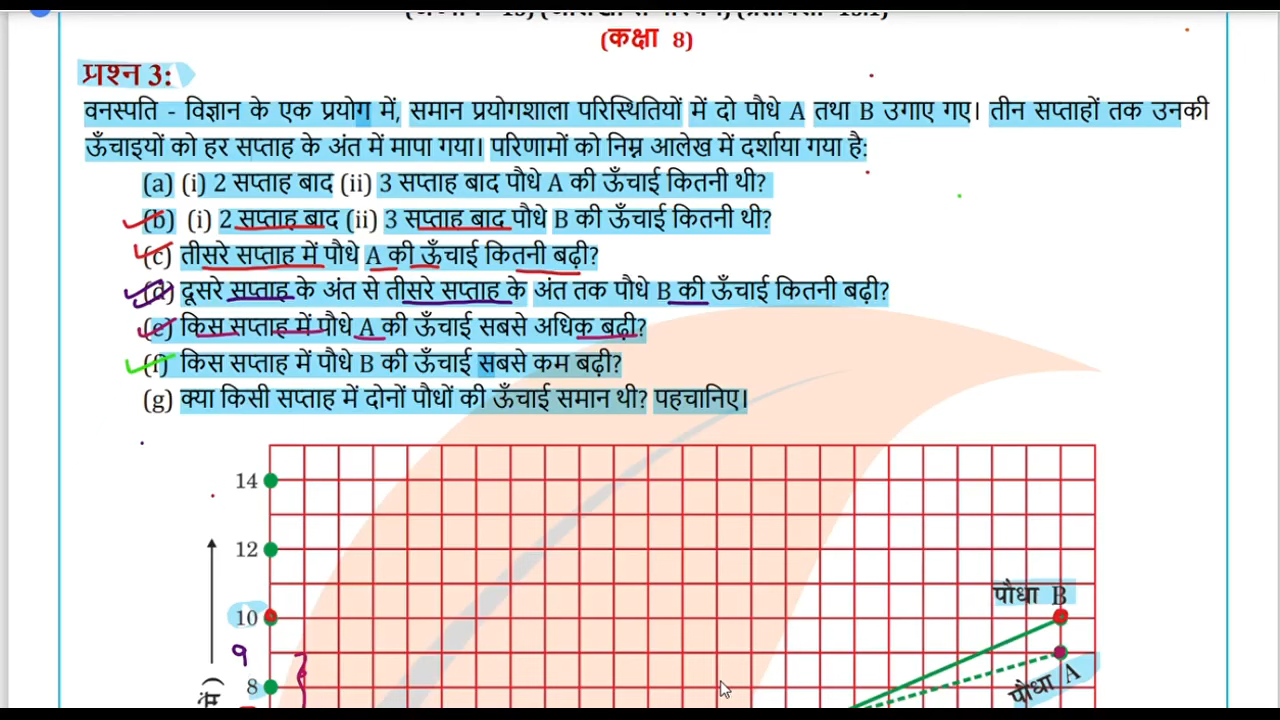 (कक्षा 8)
प्रश्न 3:
वनस्पति - विज्ञान के एक प्रयोग में, समान प्रयोगशाला परिस्थितियों में दो पौधे A तथा B उगाए गए। तीन सप्ताहों तक उनकी
ऊँचाइयों को हर सप्ताह के अंत में मापा गया। परिणामों को निम्न आलेख में दर्शाया गया है:
(a) (i) 2 सप्ताह बाद (ii) 3 सप्ताह बाद पौधे A की ऊँचाई कितनी थी?
(b) (i) 2 सप्ताह बाद (ii) 3 सप्ताह बाद पौधे B की ऊँचाई कितनी थी?
(c) तीसरे सप्ताह में पौधे A की ऊँचाई कितनी बढ़ी?
(d) दूसरे सप्ताह के अंत से तीसरे सप्ताह के अंत तक पौधे B की ऊँचाई कितनी बढ़ी?
(e) किस सप्ताह में पौधे A की ऊँचाई सबसे अधिक बढ़ी?
(f) किस सप्ताह में पौधे B की ऊँचाई सबसे कम बढ़ी?
(g) क्या किसी सप्ताह में दोनों पौधों की ऊँचाई समान थी? पहचानिए।
14
12
पौधा B
10
9
8
पौधा A